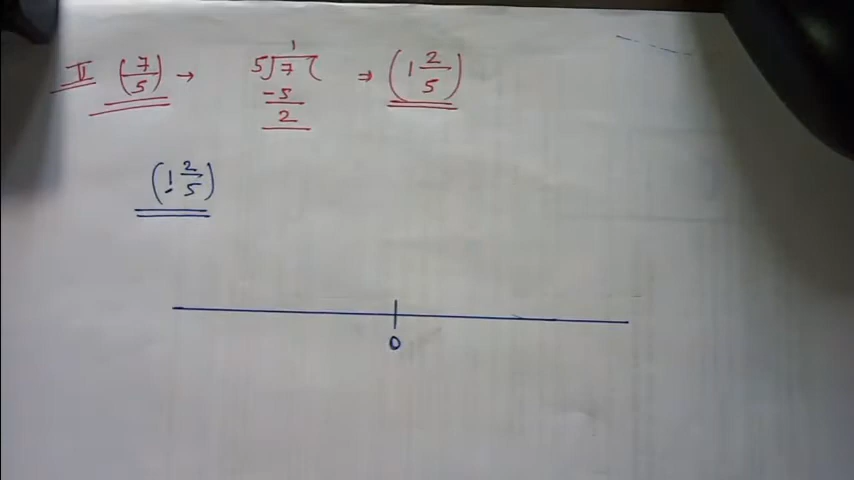 II (7/5) → 5)7( 1 ⇒ (1 2/5)
-5
2
(1 2/5)
0